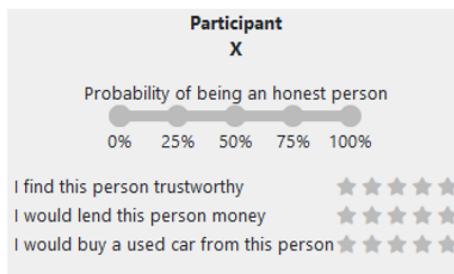 Participant
X
Probability of being an honest person
0% 25% 50% 75% 100%
I find this person trustworthy
I would lend this person money
I would buy a used car from this person